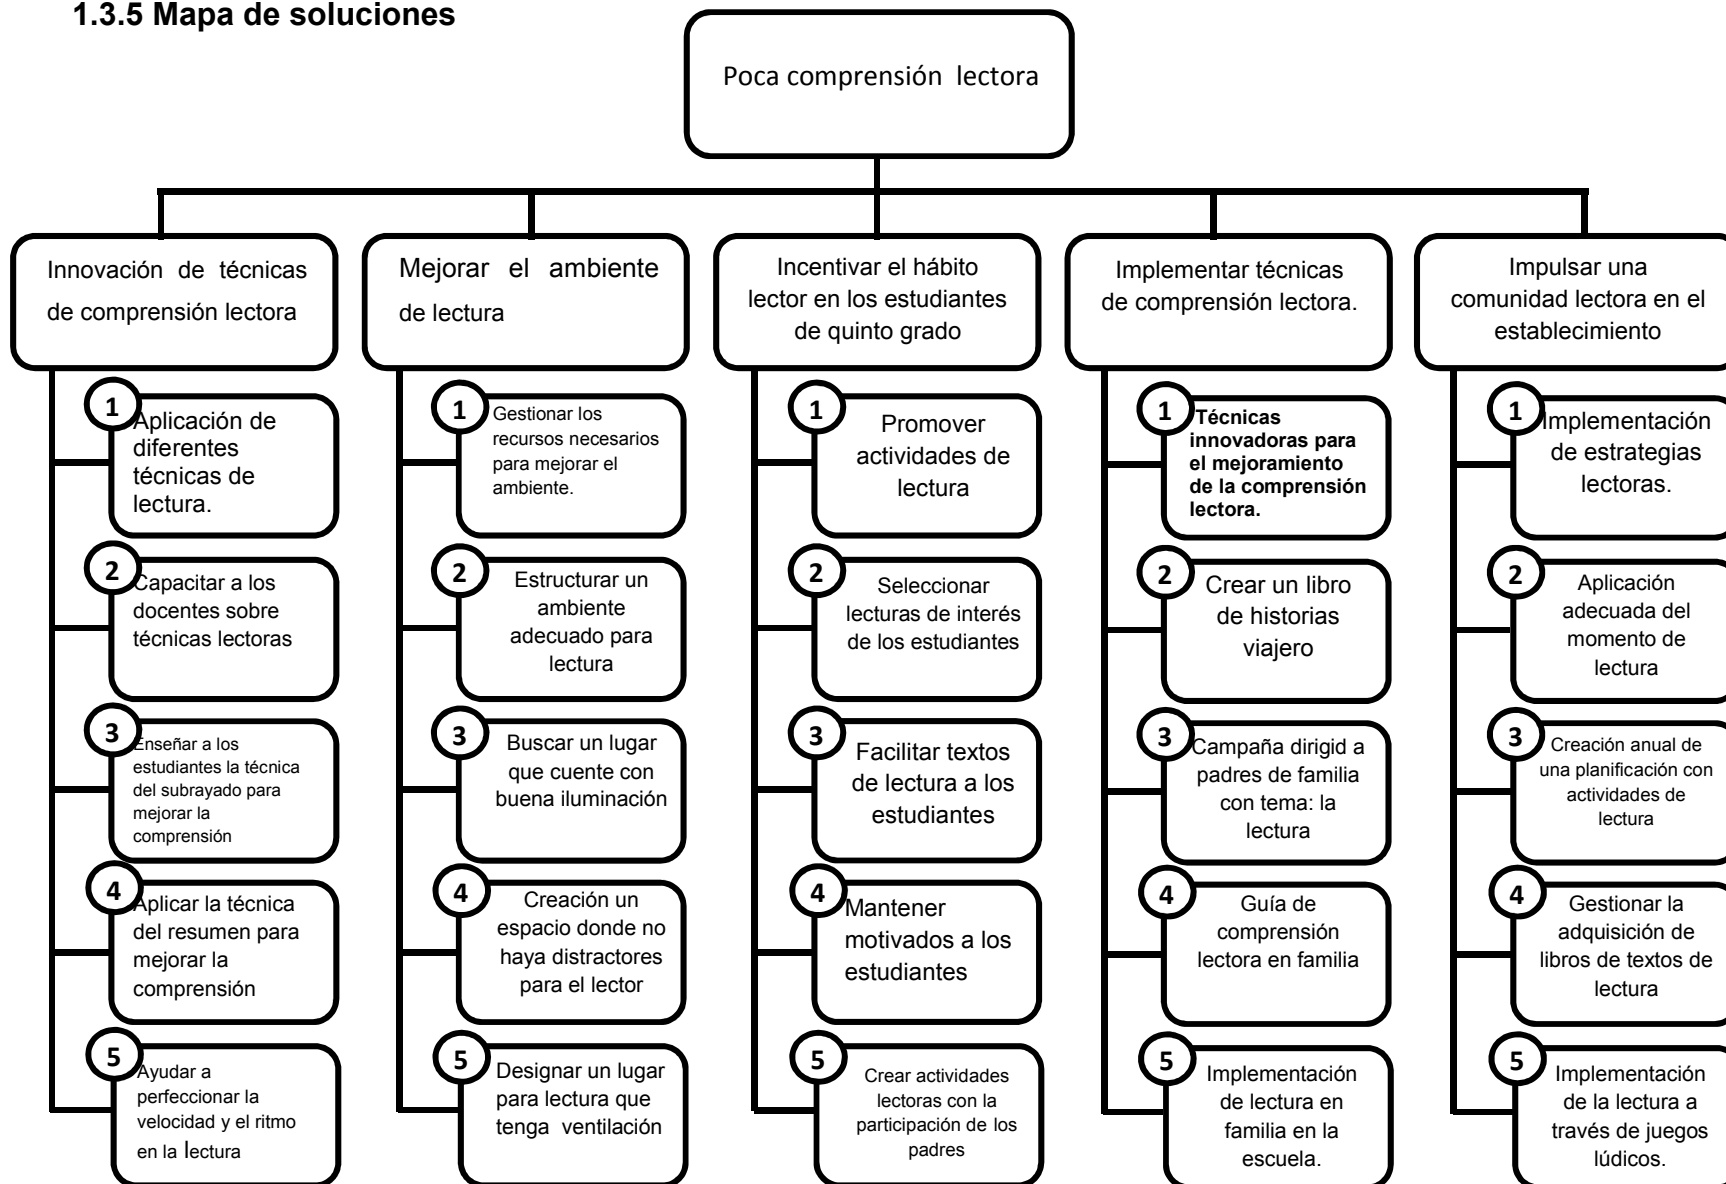 1.3.5 Mapa de soluciones
Poca comprensión lectora
Innovación de técnicas
de comprensión lectora
1
Aplicación de
diferentes
técnicas de
lectura.
2
Capacitar a los
docentes sobre
técnicas lectoras
3
Enseñar a los
estudiantes la técnica
del subrayado para
mejorar la
comprensión
4
Aplicar la técnica
del resumen para
mejorar la
comprensión
5
Ayudar a
perfeccionar la
velocidad y el ritmo
en la lectura
Mejorar el ambiente
de lectura
1
Gestionar los
recursos necesarios
para mejorar el
ambiente.
2
Estructurar un
ambiente
adecuado para
lectura
3
Buscar un lugar
que cuente con
buena iluminación
4
Creación un
espacio donde no
haya distractores
para el lector
5
Designar un lugar
para lectura que
tenga ventilación
Incentivar el hábito
lector en los estudiantes
de quinto grado
1
Promover
actividades de
lectura
2
Seleccionar
lecturas de interés
de los estudiantes
3
Facilitar textos
de lectura a los
estudiantes
4
Mantener
motivados a los
estudiantes
5
Crear actividades
lectoras con la
participación de los
padres
Implementar técnicas
de comprensión lectora.
1
Técnicas
innovadoras para
el mejoramiento
de la comprensión
lectora.
2
Crear un libro
de historias
viajero
3
Campaña dirigid a
padres de familia
con tema: la
lectura
4
Guía de
comprensión
lectora en familia
5
Implementación
de lectura en
familia en la
escuela.
Impulsar una
comunidad lectora en el
establecimiento
1
Implementación
de estrategias
lectoras.
2
Aplicación
adecuada del
momento de
lectura
3
Creación anual de
una planificación con
actividades de
lectura
4
Gestionar la
adquisición de
libros de textos de
lectura
5
Implementación
de la lectura a
través de juegos
lúdicos.